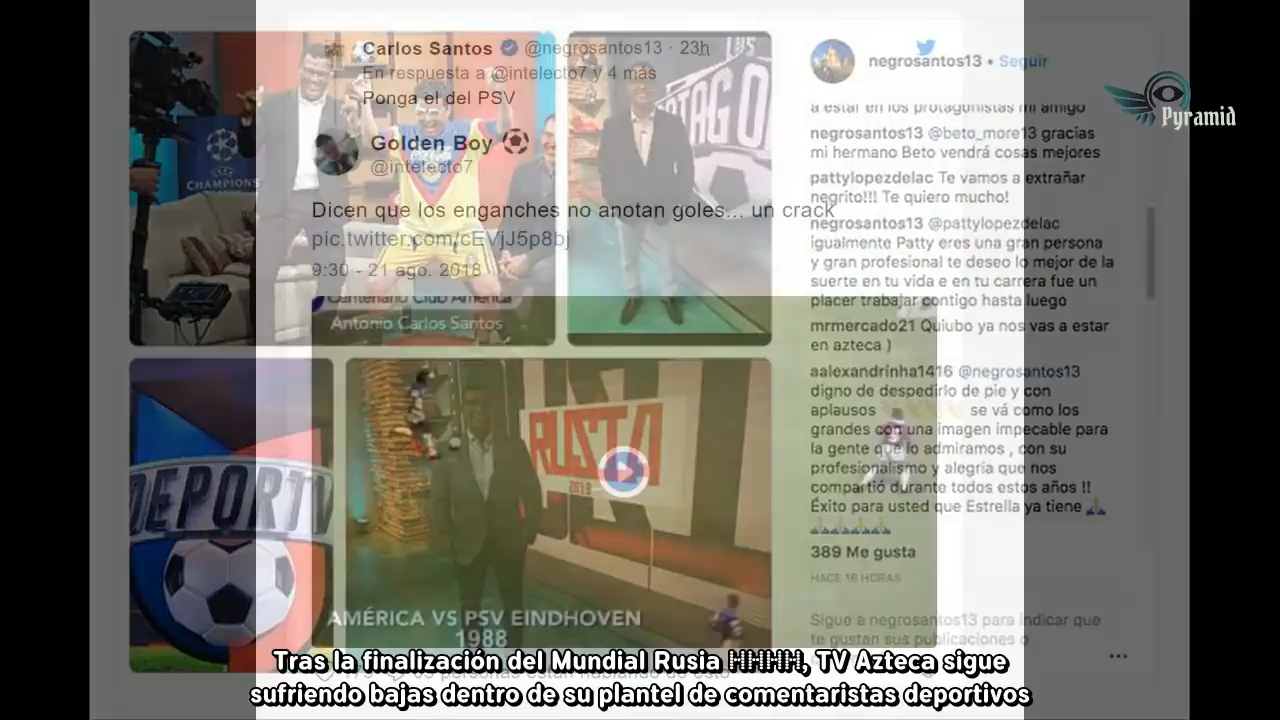 Carlos Santos @negrosantos13 · 23h
En respuesta a @intelecto7 y 4 más
Ponga el del PSV
Golden Boy
@intelecto7
Dicen que los enganches no anotan goles... un crack
pic.twitter.com/cEVjJ5p8bj
9:30 - 21 ago. 2018
CHAMPIONS
Centenario Club América
Antonio Carlos Santos
DEPORTV
RUSIA
2018
AMÉRICA VS PSV EINDHOVEN
1988
negrosantos13 • Seguir
a estar en los protagonistas mi amigo
negrosantos13 @beto_more13 gracias
mi hermano Beto vendrá cosas mejores
pattylopezdelac Te vamos a extrañar
negrito!!! Te quiero mucho!
negrosantos13 @pattylopezdelac
igualmente Patty eres una gran persona
y gran profesional te deseo lo mejor de la
suerte en tu vida e en tu carrera fue un
placer trabajar contigo hasta luego
mrmercado21 Quiubo ya nos vas a estar
en azteca )
aalexandrinha1416 @negrosantos13
digno de despedirlo de pie y con
aplausos se vá como los
grandes con una imagen impecable para
la gente que lo admiramos , con su
profesionalismo y alegría que nos
compartió durante todos estos años !!
Éxito para usted que Estrella ya tiene
389 Me gusta
HACE 16 HORAS
Sigue a negrosantos13 para indicar que
te gustan sus publicaciones o
Pyramid
personas están hablando de esto
Tras la finalización del Mundial Rusia , TV Azteca sigue
sufriendo bajas dentro de su plantel de comentaristas deportivos